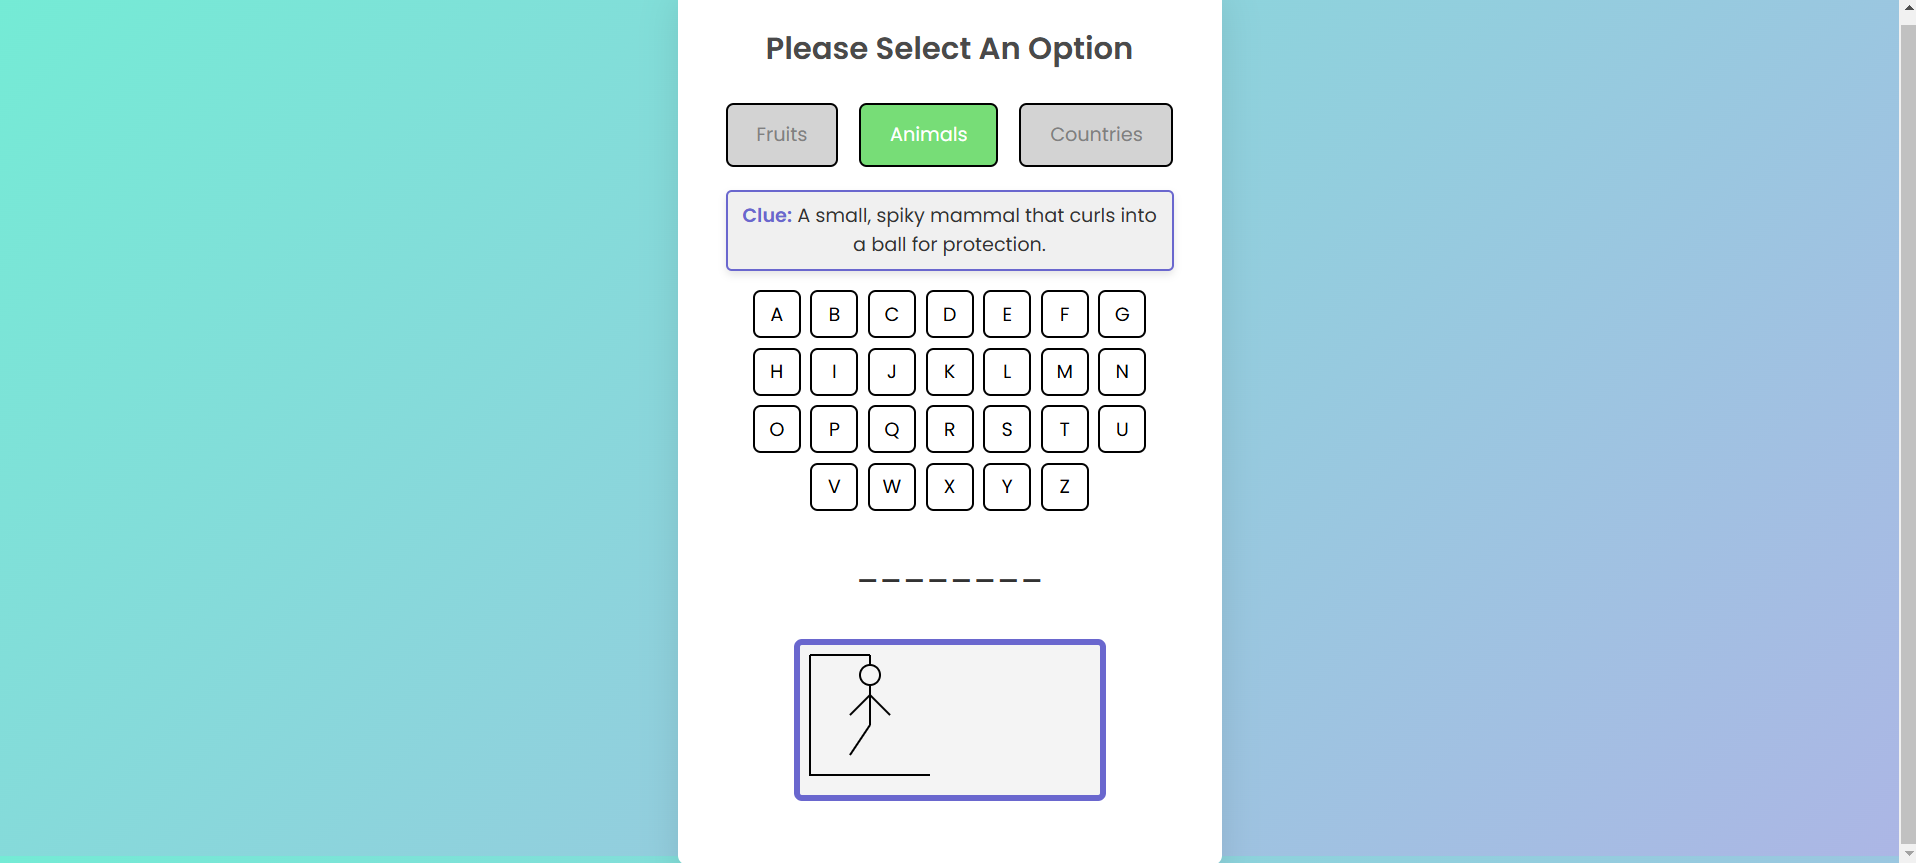 Please Select An Option
Fruits Animals Countries
Clue: A small, spiky mammal that curls into
a ball for protection.
A B C D E F G
H I J K L M N
O P Q R S T U
V W X Y Z
_ _ _ _ _ _ _ _